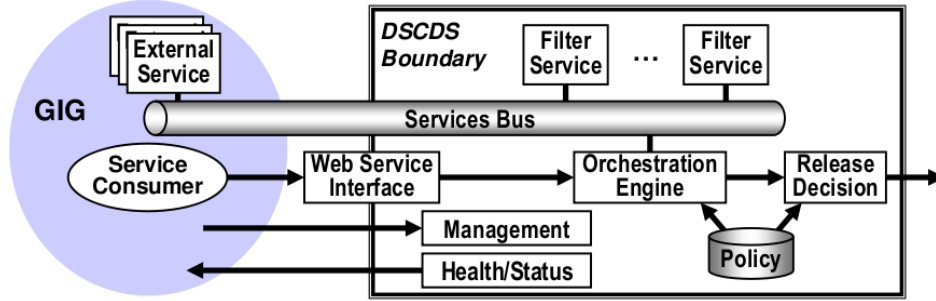 External
Service
GIG
DSCDS
Boundary
Filter
Service
...
Filter
Service
Services Bus
Service
Consumer
Web Service
Interface
Orchestration
Engine
Release
Decision
Management
Health/Status
Policy